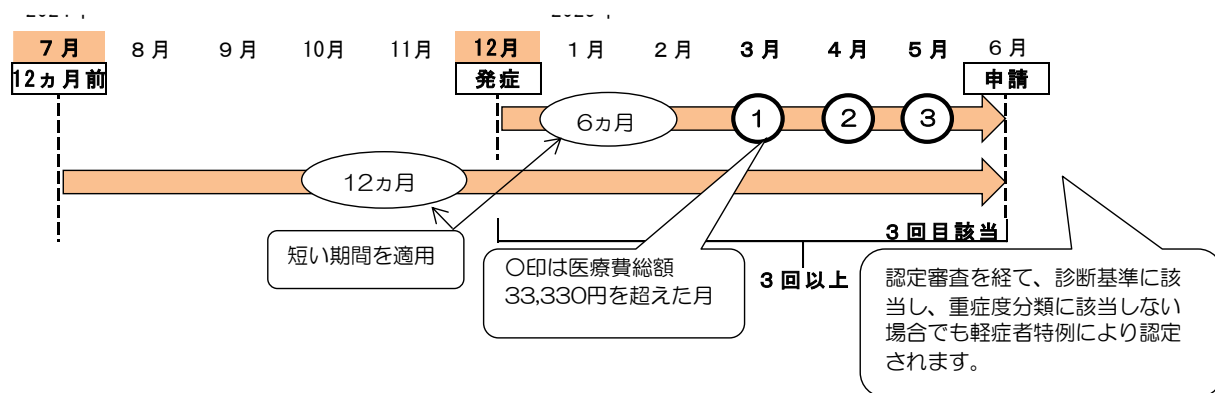 7月 8月 9月 10月 11月 12月 1月 2月 3月 4月 5月 6月
12ヵ月前 発症 申請
6ヵ月 1 2 3
12ヵ月
3回目該当
短い期間を適用
〇印は医療費総額
33,330円を超えた月
3回以上
認定審査を経て、診断基準に該
当し、重症度分類に該当しない
場合でも軽症者特例により認定
されます。